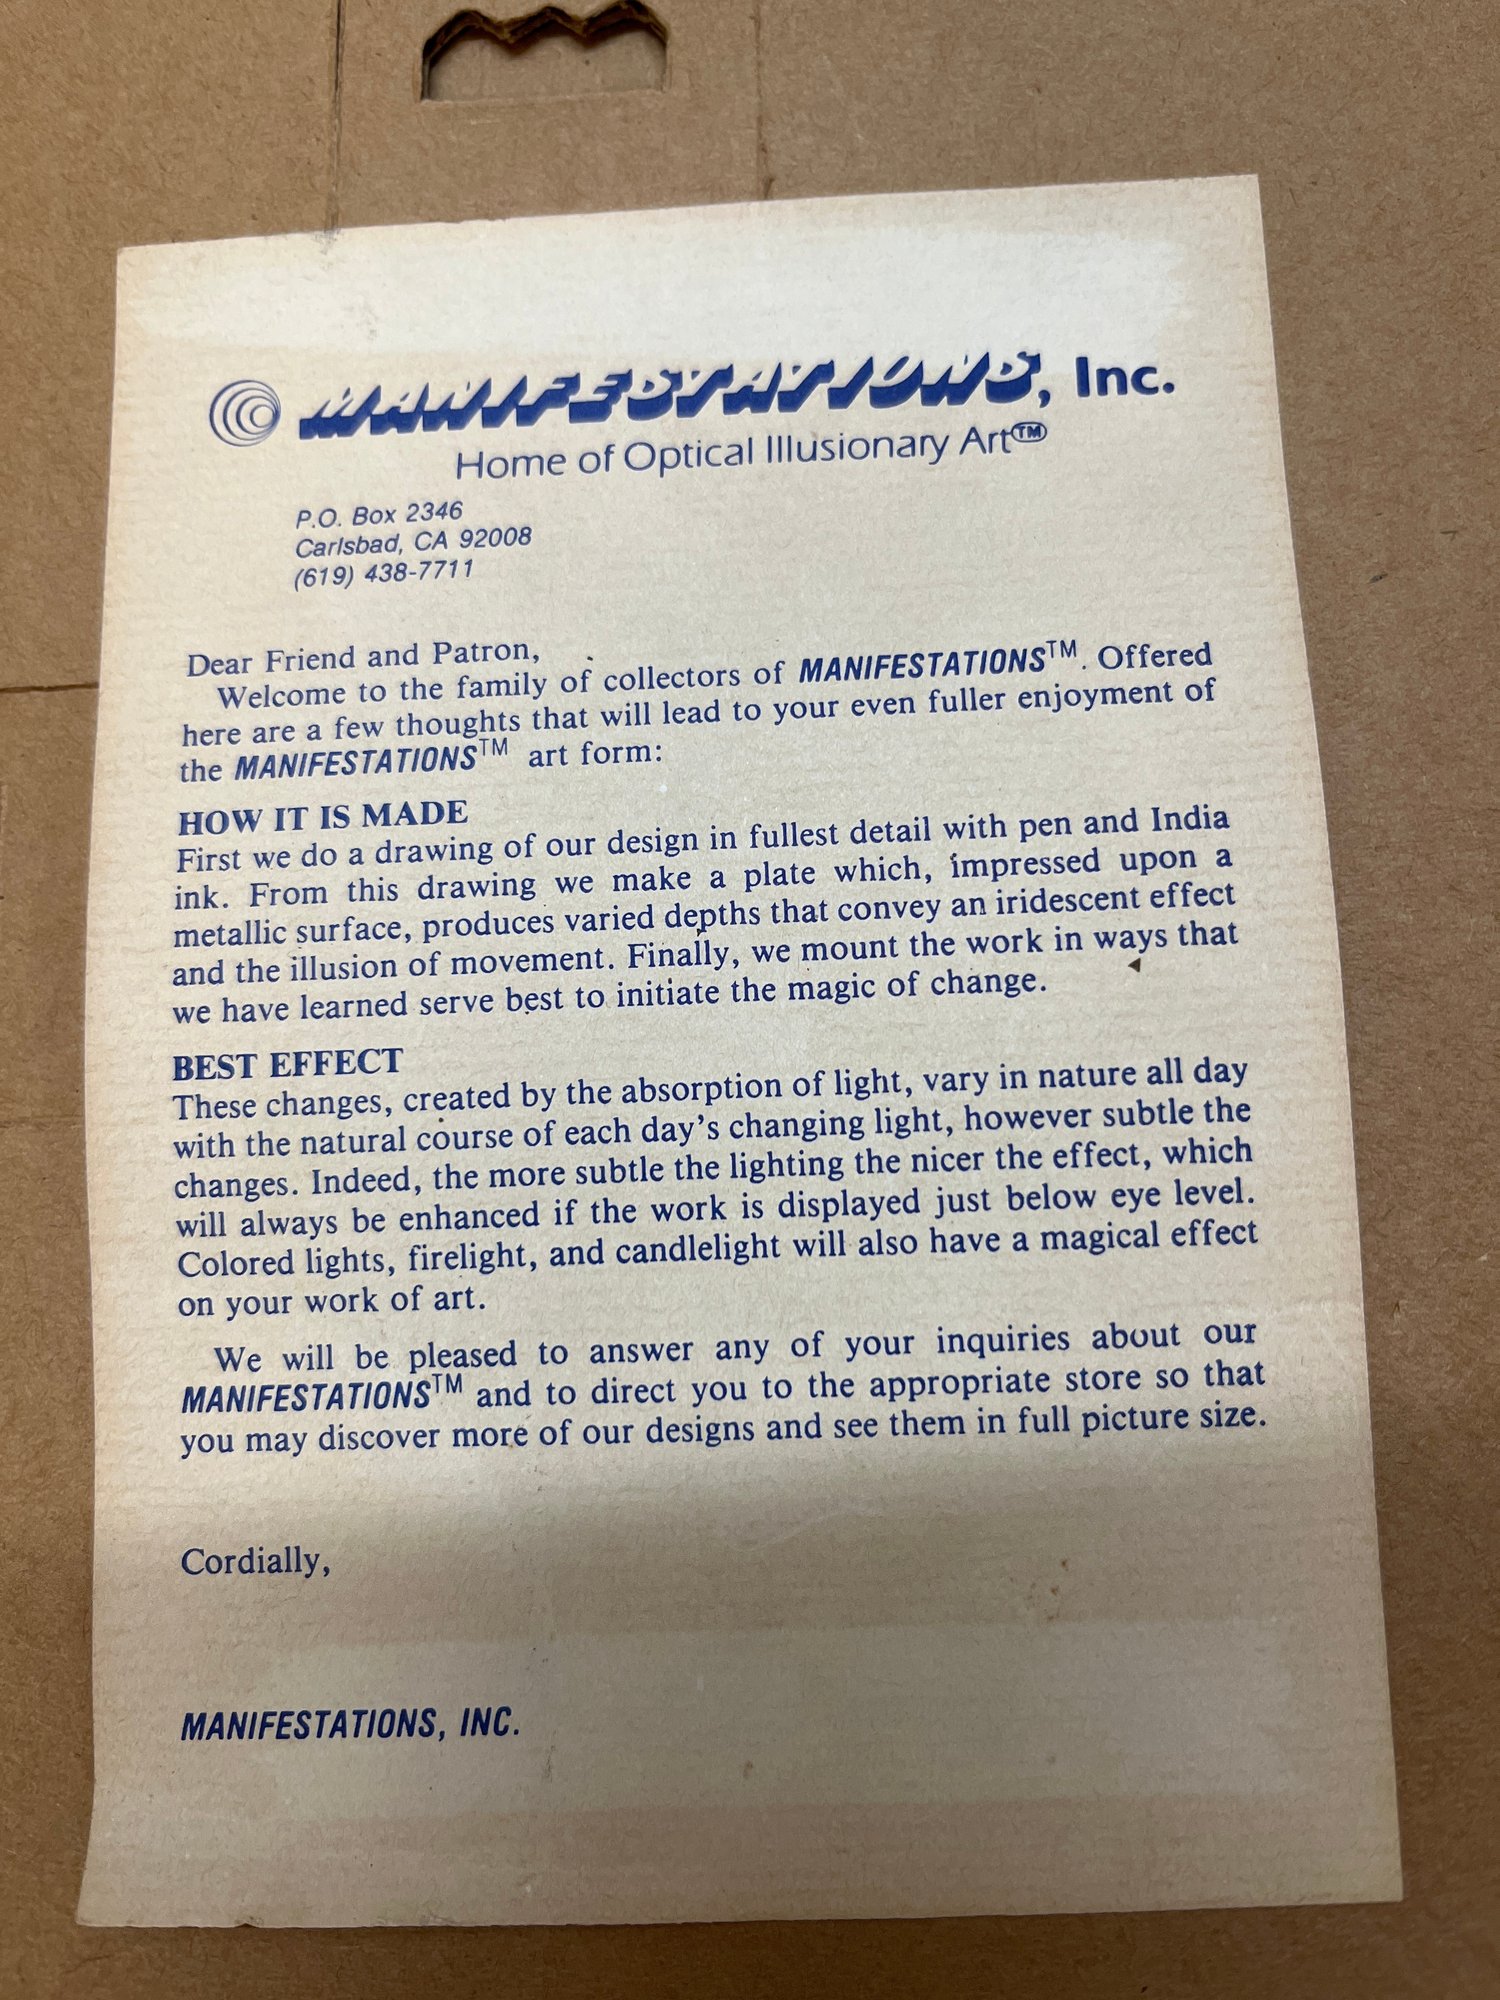 MANIFESTATIONS, Inc.
Home of Optical Illusionary Art™
P.O. Box 2346
Carlsbad, CA 92008
(619) 438-7711
Dear Friend and Patron,
Welcome to the family of collectors of MANIFESTATIONS™. Offered
here are a few thoughts that will lead to your even fuller enjoyment of
the MANIFESTATIONS™ art form:
HOW IT IS MADE
First we do a drawing of our design in fullest detail with pen and India
ink. From this drawing we make a plate which, impressed upon a
metallic surface, produces varied depths that convey an iridescent effect
and the illusion of movement. Finally, we mount the work in ways that
we have learned serve best to initiate the magic of change.
BEST EFFECT
These changes, created by the absorption of light, vary in nature all day
with the natural course of each day's changing light, however subtle the
changes. Indeed, the more subtle the lighting the nicer the effect, which
will always be enhanced if the work is displayed just below eye level.
Colored lights, firelight, and candlelight will also have a magical effect
on your work of art.
We will be pleased to answer any of your inquiries about our
MANIFESTATIONS™ and to direct you to the appropriate store so that
you may discover more of our designs and see them in full picture size.
Cordially,
MANIFESTATIONS, INC.